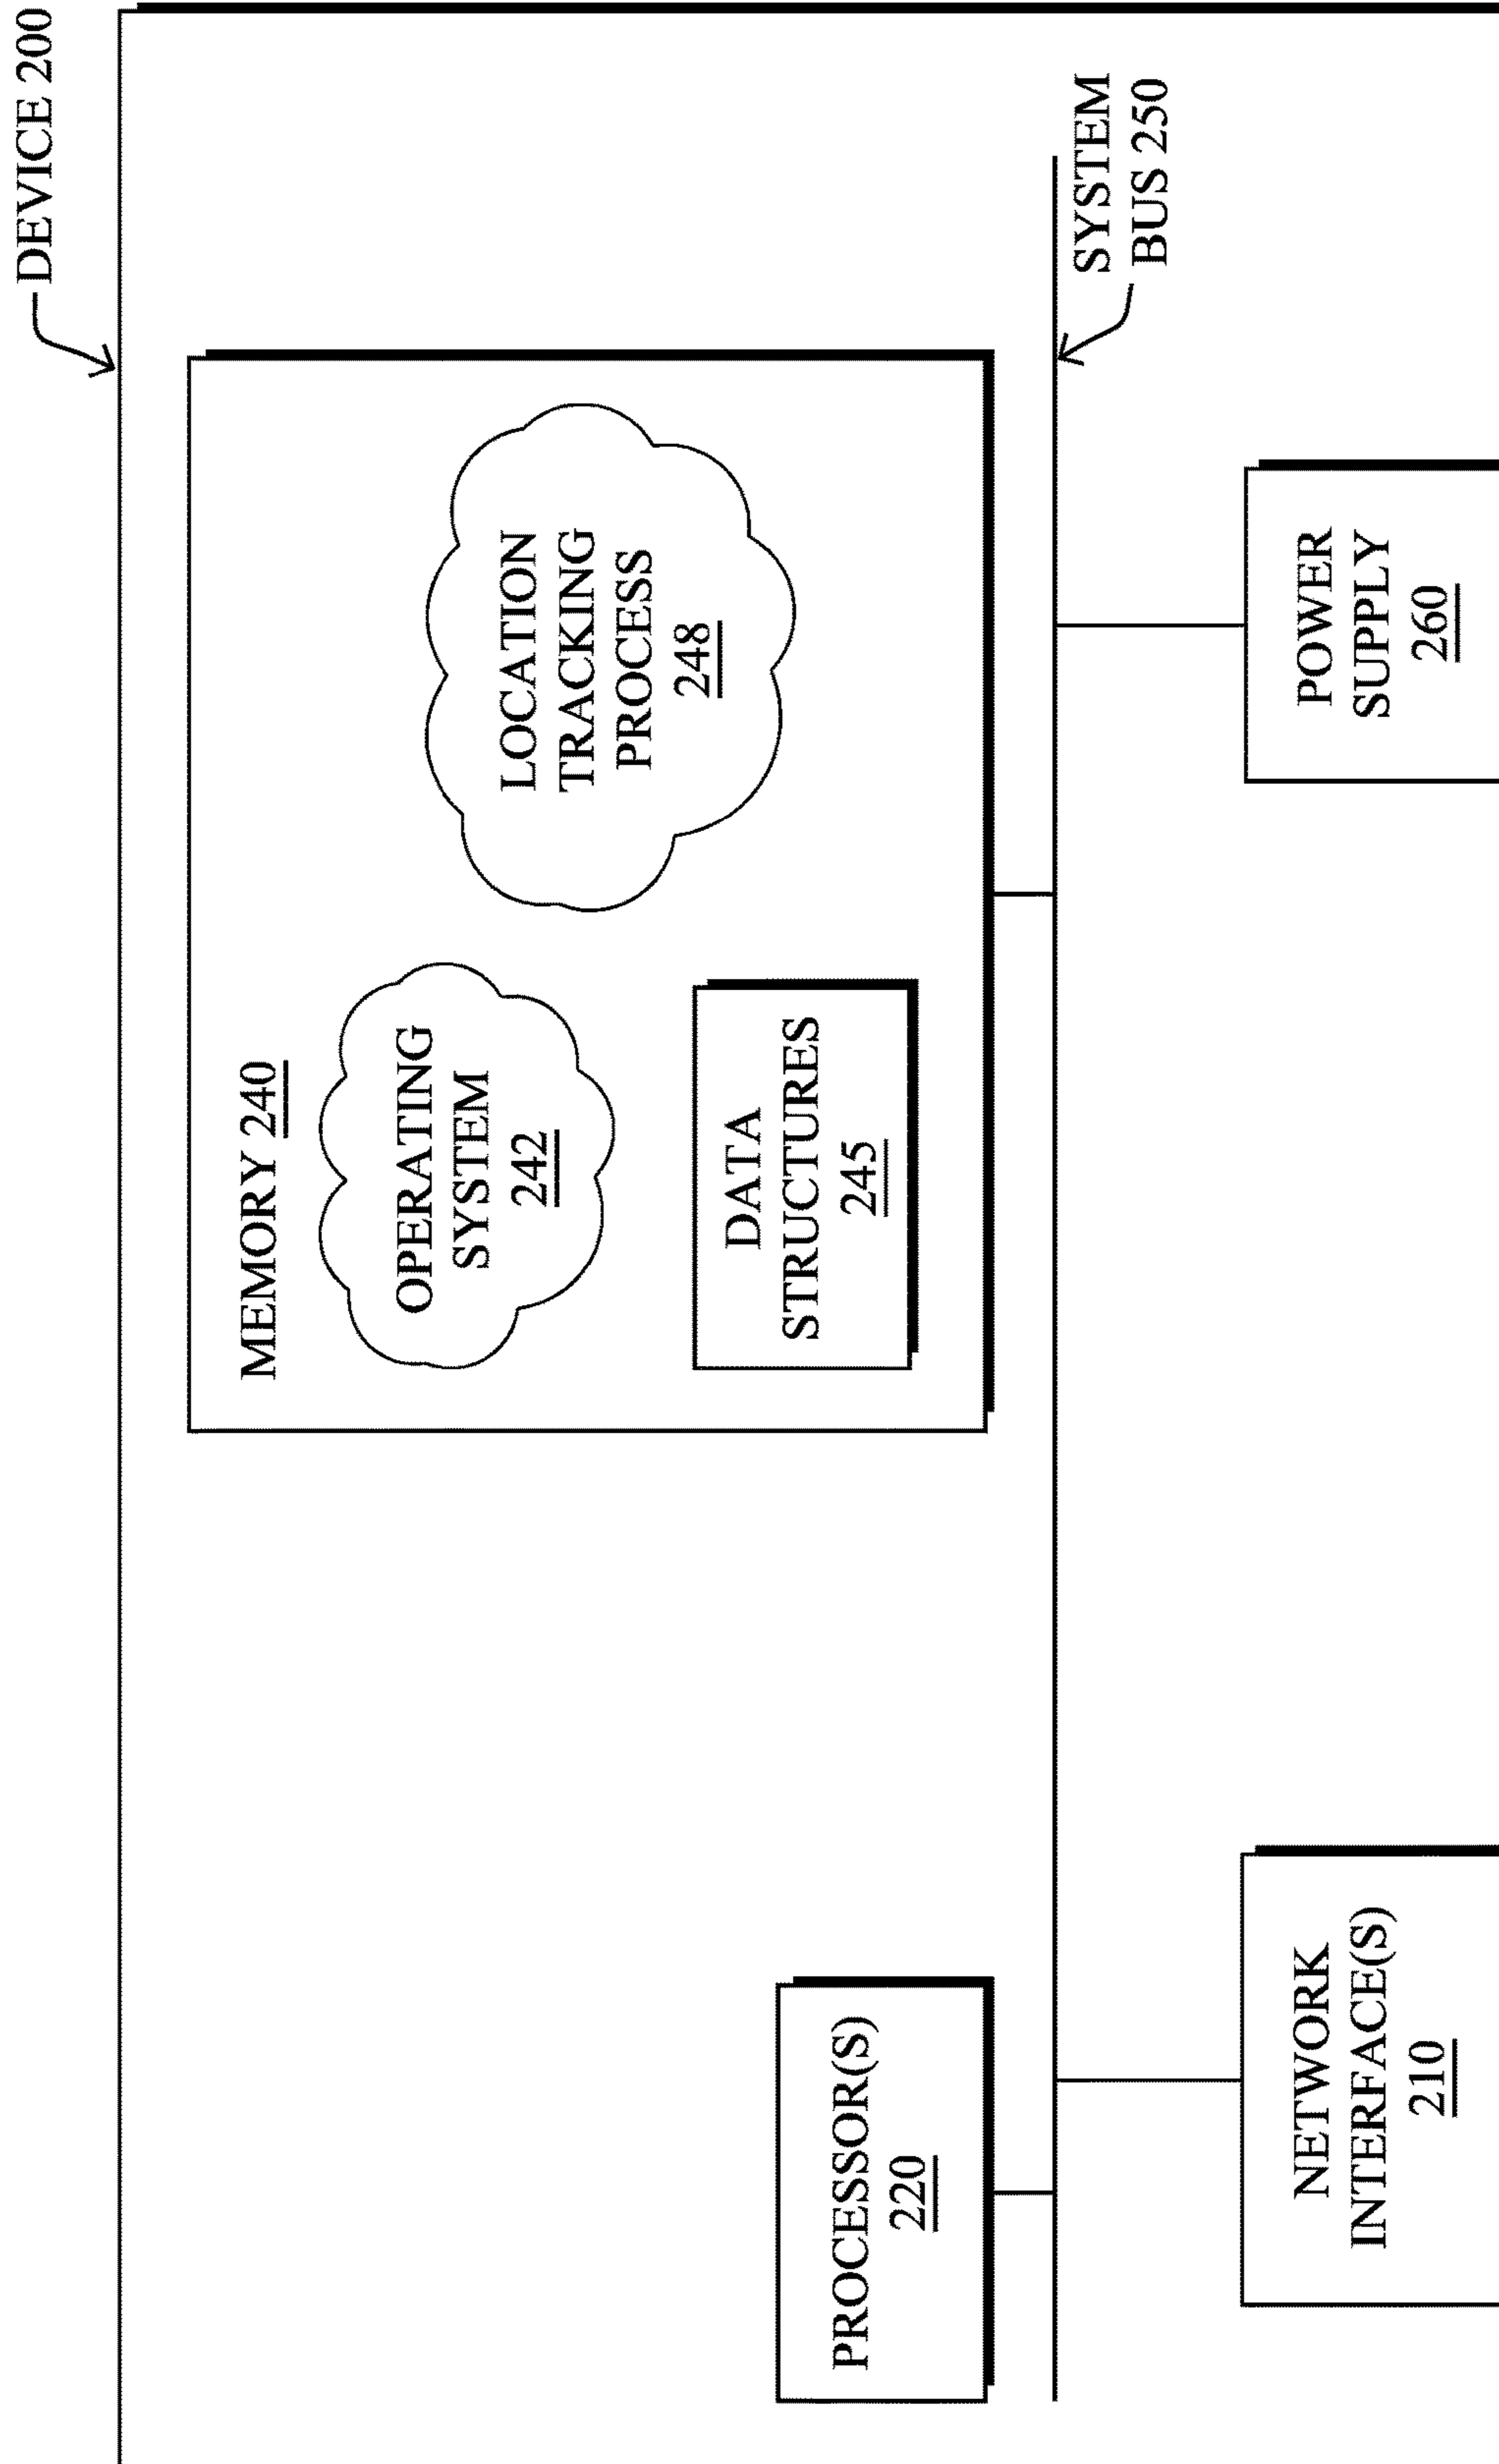 DEVICE 200
MEMORY 240
OPERATING
SYSTEM
242
LOCATION
TRACKING
PROCESS
248
DATA
STRUCTURES
245
PROCESSOR(S)
220
SYSTEM
BUS 250
NETWORK
INTERFACE(S)
210
POWER
SUPPLY
260